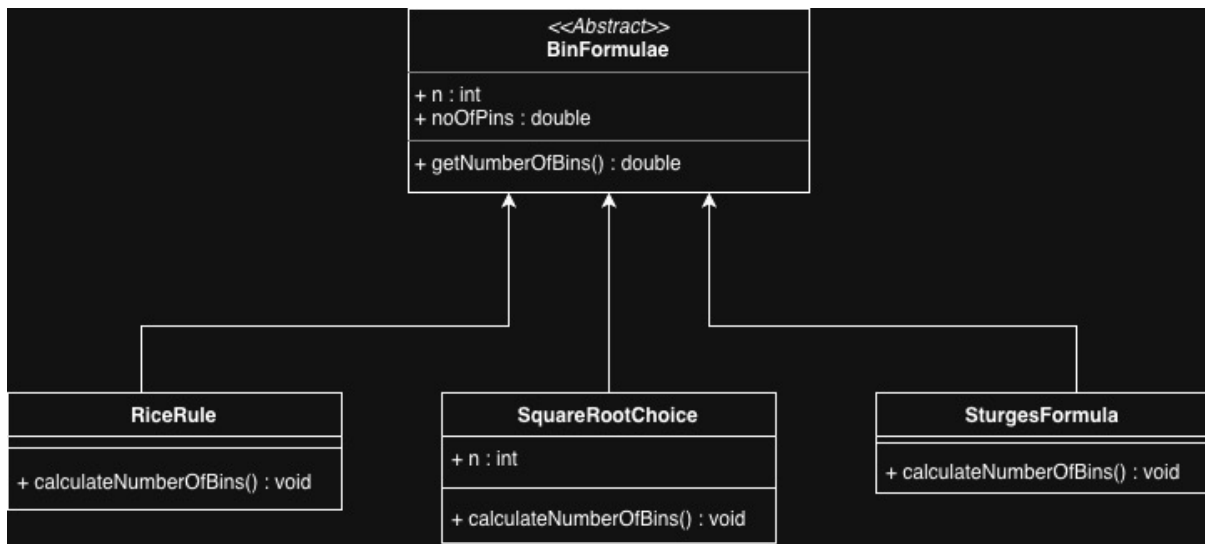 <<Abstract>>
BinFormulae
+ n : int
+ noOfPins : double
+ getNumberOfBins() : double
RiceRule
+ calculateNumberOfBins() : void
SquareRootChoice
+ n : int
+ calculateNumberOfBins() : void
SturgesFormula
+ calculateNumberOfBins() : void